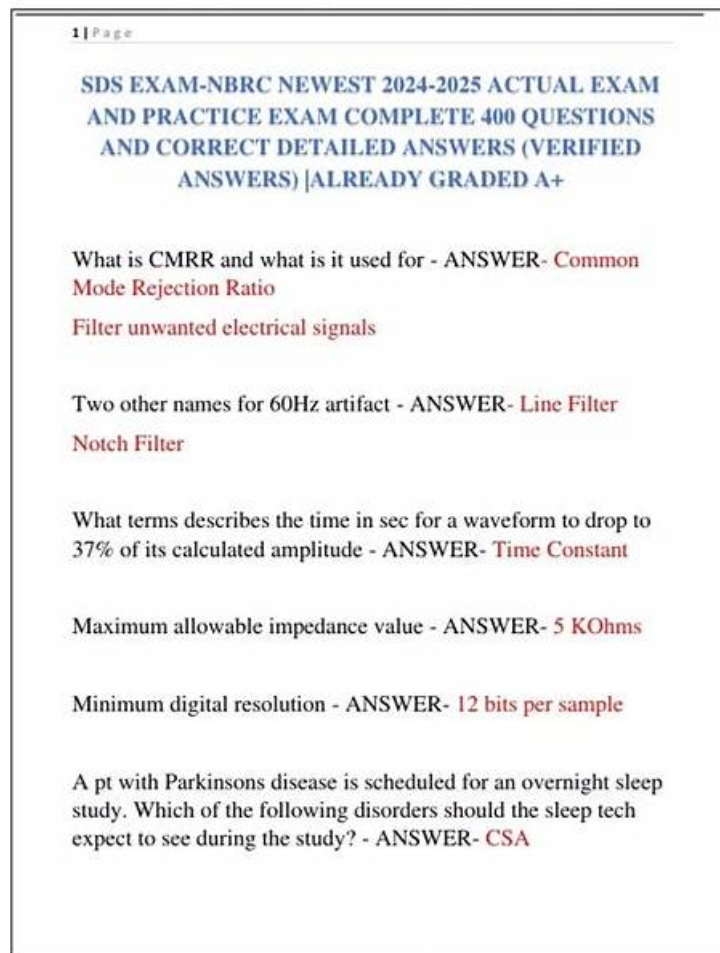 1 | Page
SDS EXAM-NBRC NEWEST 2024-2025 ACTUAL EXAM
AND PRACTICE EXAM COMPLETE 400 QUESTIONS
AND CORRECT DETAILED ANSWERS (VERIFIED
ANSWERS) |ALREADY GRADED A+
What is CMRR and what is it used for - ANSWER- Common
Mode Rejection Ratio
Filter unwanted electrical signals
Two other names for 60Hz artifact - ANSWER- Line Filter
Notch Filter
What terms describes the time in sec for a waveform to drop to
37% of its calculated amplitude - ANSWER- Time Constant
Maximum allowable impedance value - ANSWER- 5 KOhms
Minimum digital resolution - ANSWER- 12 bits per sample
A pt with Parkinsons disease is scheduled for an overnight sleep
study. Which of the following disorders should the sleep tech
expect to see during the study? - ANSWER- CSA